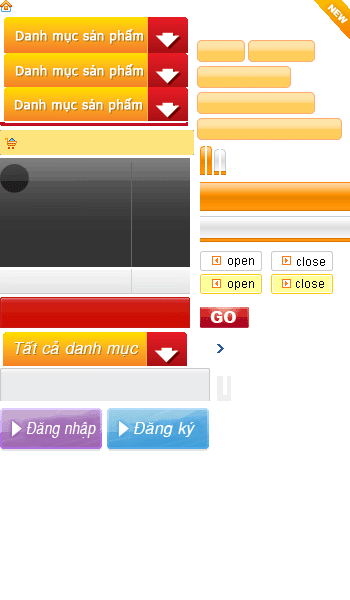 NEW
Danh mục sản phẩm
Danh mục sản phẩm
Danh mục sản phẩm
open
close
open
close
GO
Tất cả danh mục
Đăng nhập
Đăng ký